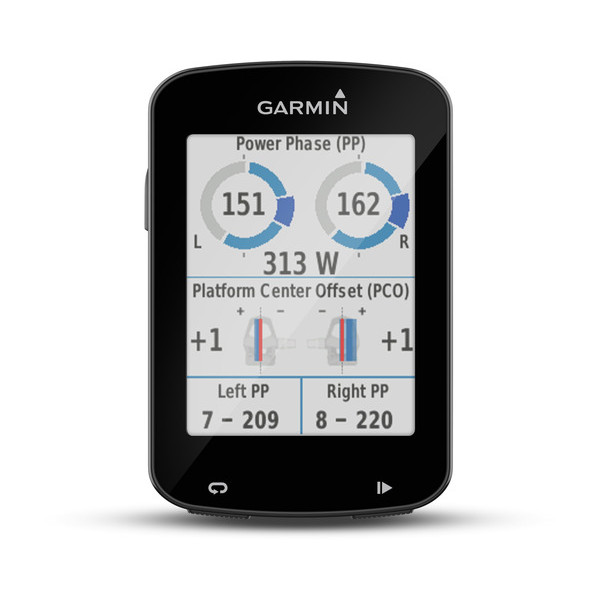 GARMIN
Power Phase (PP)
151 162
L R
313 W
Platform Center Offset (PCO)
+ − − +
+1 +1
Left PP Right PP
7 – 209 8 – 220